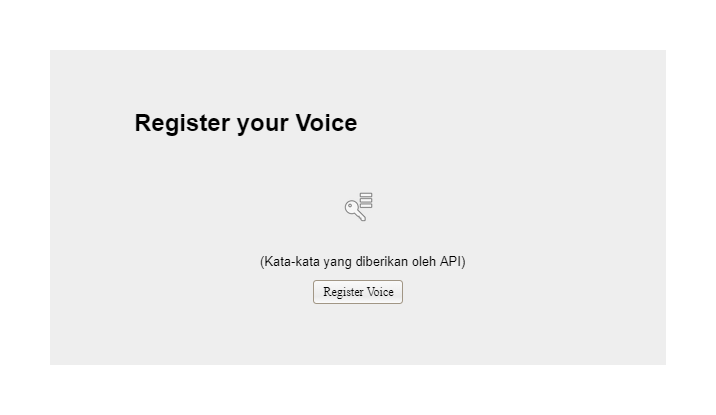 Register your Voice
(Kata-kata yang diberikan oleh API)
Register Voice